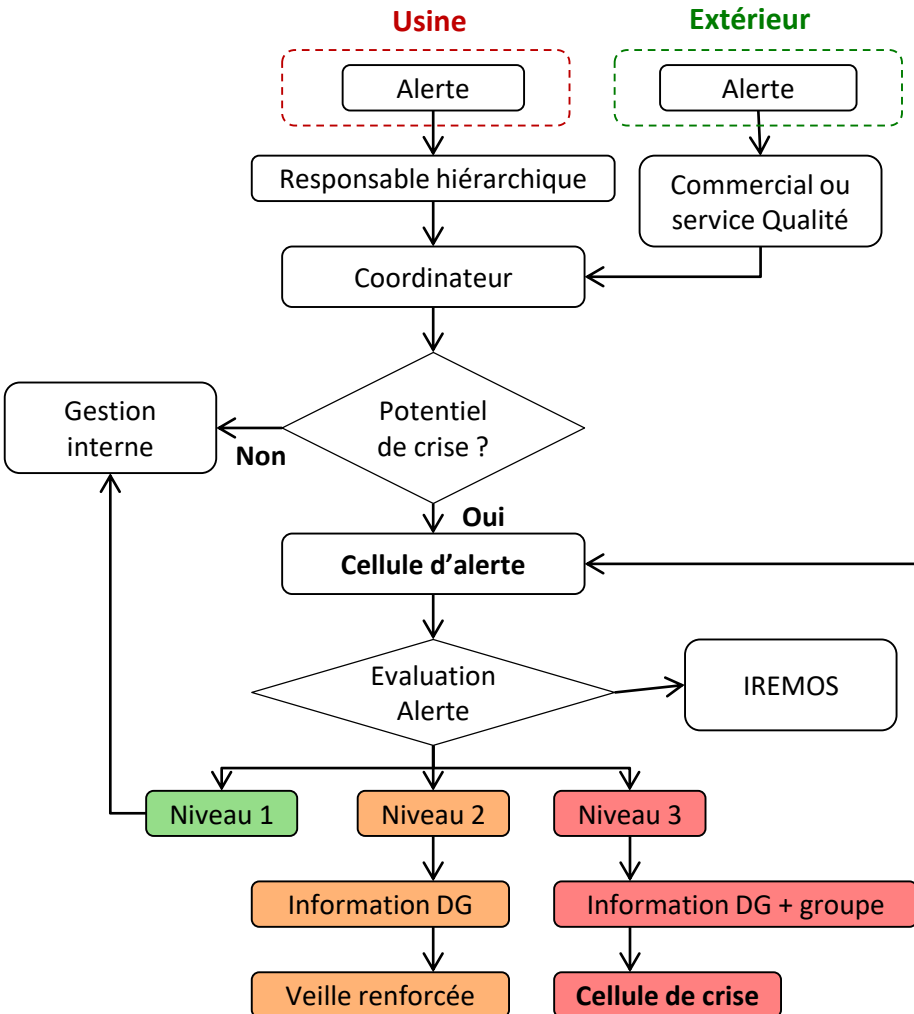 Usine
Extérieur
Alerte
Alerte
Responsable hiérarchique
Commercial ou
service Qualité
Coordinateur
Potentiel
de crise ?
Gestion
interne
Non
Oui
Cellule d'alerte
Evaluation
Alerte
IREMOS
Niveau 1
Niveau 2
Niveau 3
Information DG
Information DG + groupe
Veille renforcée
Cellule de crise